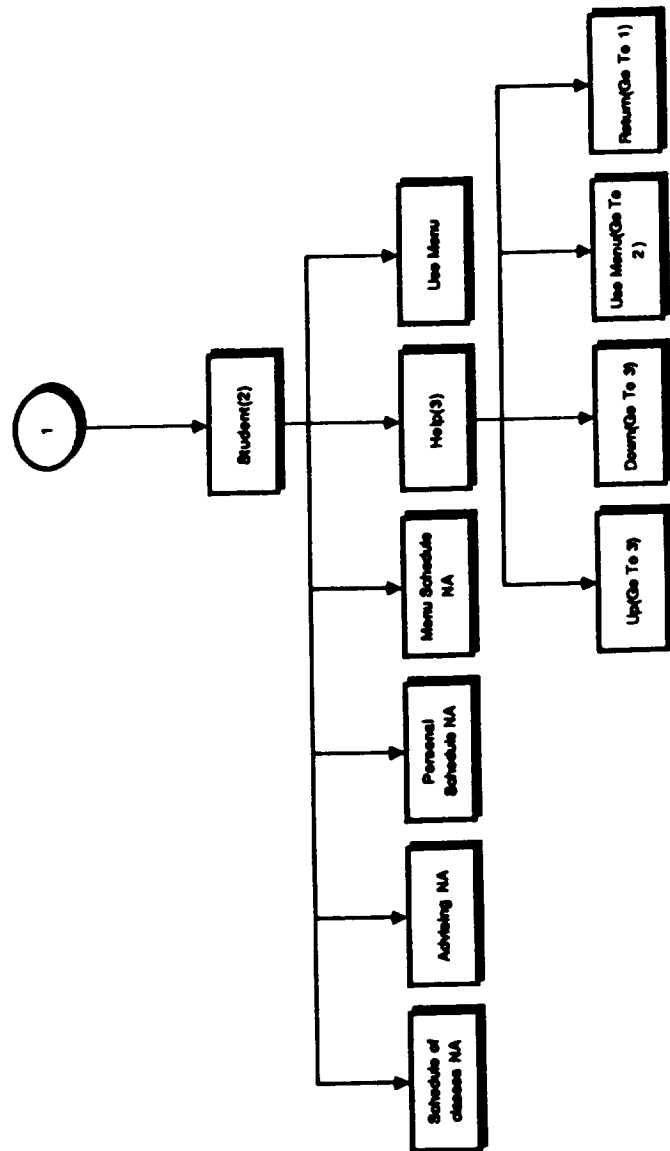 1
Student(2)
Schedule of
classes NA
Advising NA
Personal
Schedule NA
Menu Schedule
NA
Help(3)
Use Menu
Up(Go To 3)
Down(Go To 3)
Use Menu(Go To
2)
Return(Go To 1)